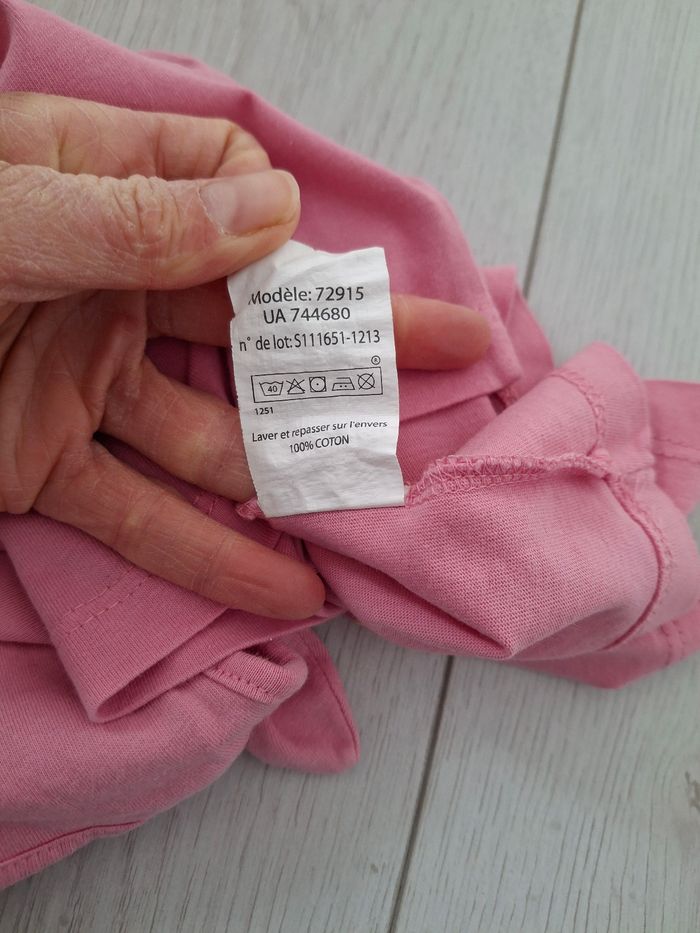 Modèle: 72915
UA 744680
n° de lot: S111651-1213
®
40
1251
Laver et repasser sur l'envers
100% COTON